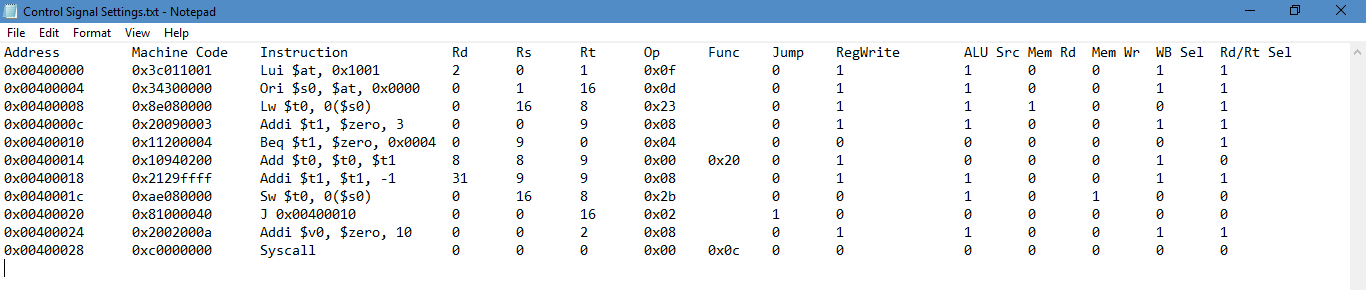 Control Signal Settings.txt - Notepad
File Edit Format View Help
Address Machine Code Instruction Rd Rs Rt Op Func Jump RegWrite ALU Src Mem Rd Mem Wr WB Sel Rd/Rt Sel
0x00400000 0x3c011001 Lui $at, 0x1001 2 0 1 0x0f 0 1 1 0 0 1 1
0x00400004 0x34300000 Ori $s0, $at, 0x0000 0 1 16 0x0d 0 1 1 0 0 1 1
0x00400008 0x8e080000 Lw $t0, 0($s0) 0 16 8 0x23 0 1 1 1 0 0 1
0x0040000c 0x20090003 Addi $t1, $zero, 3 0 0 9 0x08 0 1 1 0 0 1 1
0x00400010 0x11200004 Beq $t1, $zero, 0x0004 0 9 0 0x04 0 0 0 0 0 0 1
0x00400014 0x10940200 Add $t0, $t0, $t1 8 8 9 0x00 0x20 0 1 0 0 0 1 0
0x00400018 0x2129ffff Addi $t1, $t1, -1 31 9 9 0x08 0 1 1 0 0 1 1
0x0040001c 0xae080000 Sw $t0, 0($s0) 0 16 8 0x2b 0 0 1 0 1 0 0
0x00400020 0x81000040 J 0x00400010 0 0 16 0x02 1 0 0 0 0 0 0
0x00400024 0x2002000a Addi $v0, $zero, 10 0 0 2 0x08 0 1 1 0 0 1 1
0x00400028 0xc0000000 Syscall 0 0 0 0x00 0x0c 0 0 0 0 0 0 0